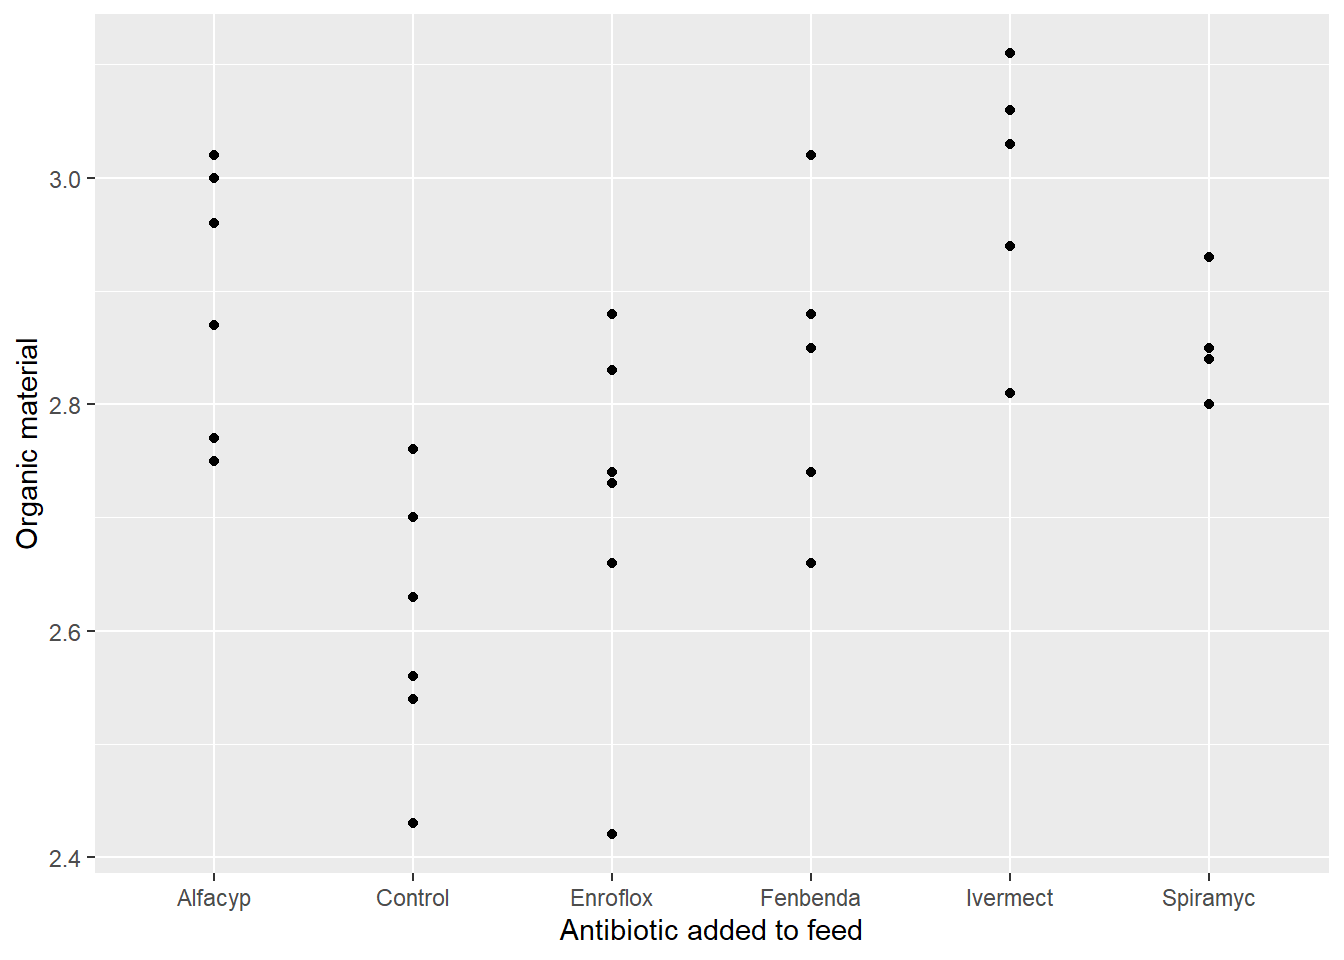 Organic material
3.0
2.8
2.6
2.4
Alfacyp Control Enroflox Fenbenda Ivermect Spiramyc
Antibiotic added to feed